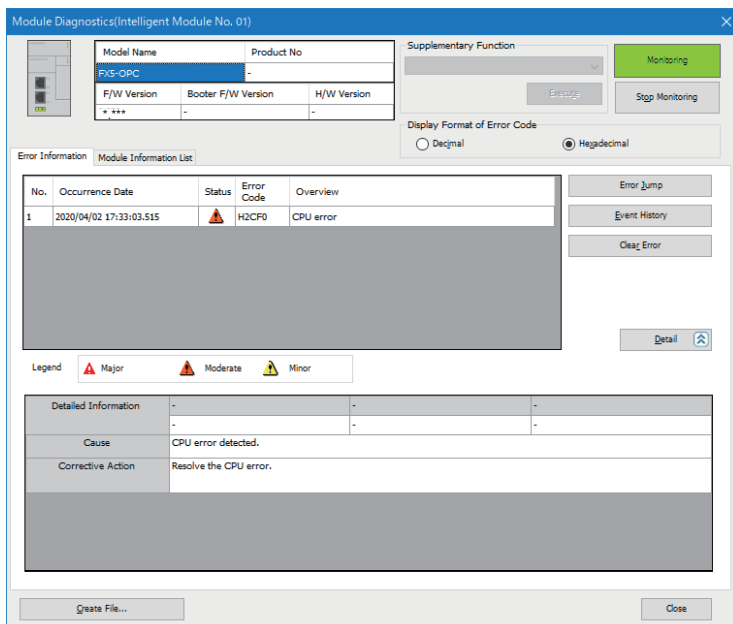 Module Diagnostics(Intelligent Module No. 01)
Model Name Product No
FX5-OPC -
F/W Version Booter F/W Version H/W Version
*.*** - -
Supplementary Function
Execute
Monitoring
Stop Monitoring
Display Format of Error Code
Decimal Hexadecimal
Error Information Module Information List
No. Occurrence Date Status Error Code Overview
1 2020/04/02 17:33:03.515 H2CF0 CPU error
Error Jump
Event History
Clear Error
Detail
Legend Major Moderate Minor
Detailed Information - - -
- - -
Cause CPU error detected.
Corrective Action Resolve the CPU error.
Create File... Close